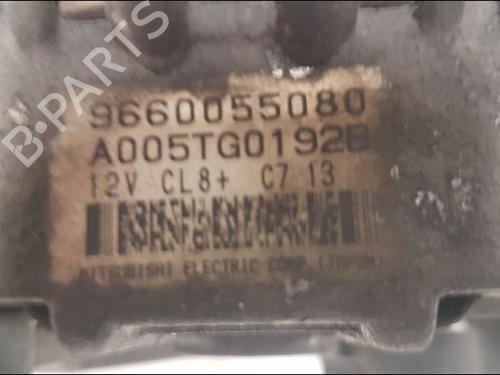 B-PARTS
9660055080
A005TG0192B
12V CL8+ C7 13
MITSUBISHI ELECTRIC CORP. (JAPAN)